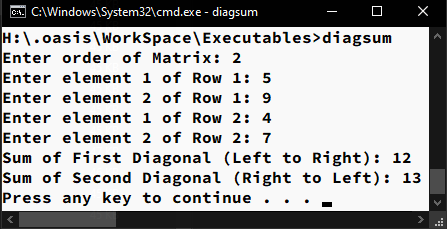 C:\Windows\System32\cmd.exe - diagsum
H:\.oasis\WorkSpace\Executables>diagsum
Enter order of Matrix: 2
Enter element 1 of Row 1: 5
Enter element 2 of Row 1: 9
Enter element 1 of Row 2: 4
Enter element 2 of Row 2: 7
Sum of First Diagonal (Left to Right): 12
Sum of Second Diagonal (Right to Left): 13
Press any key to continue . . .